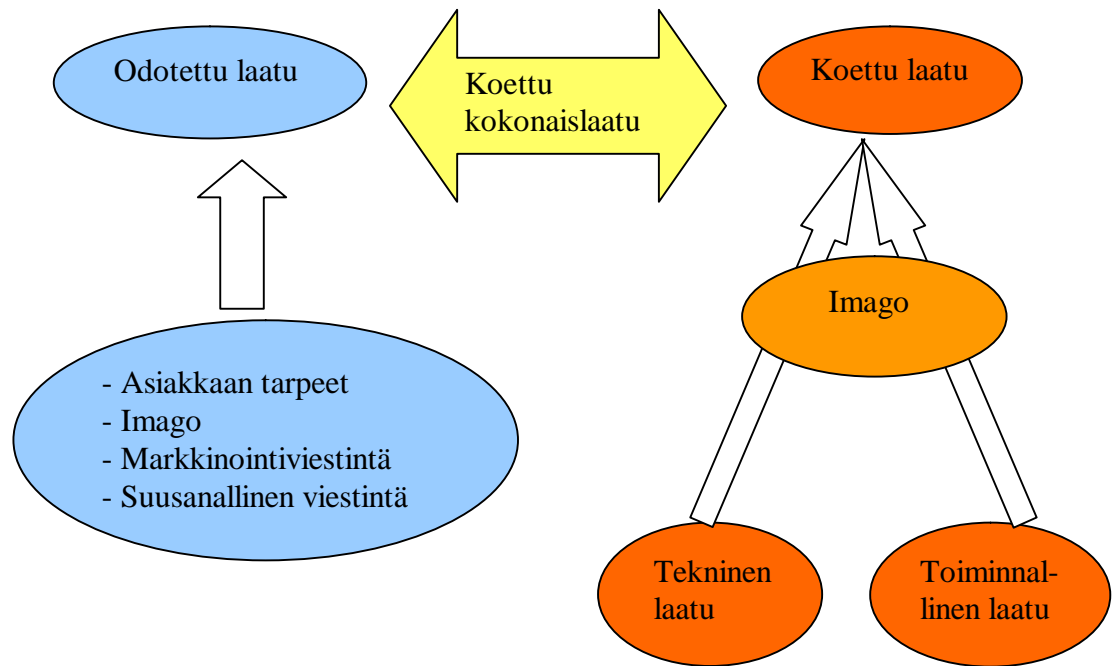 Odotettu laatu
Koettu
kokonaislaatu
Koettu laatu
Imago
- Asiakkaan tarpeet
- Imago
- Markkinointiviestintä
- Suusanallinen viestintä
Tekninen
laatu
Toiminnal-
linen laatu